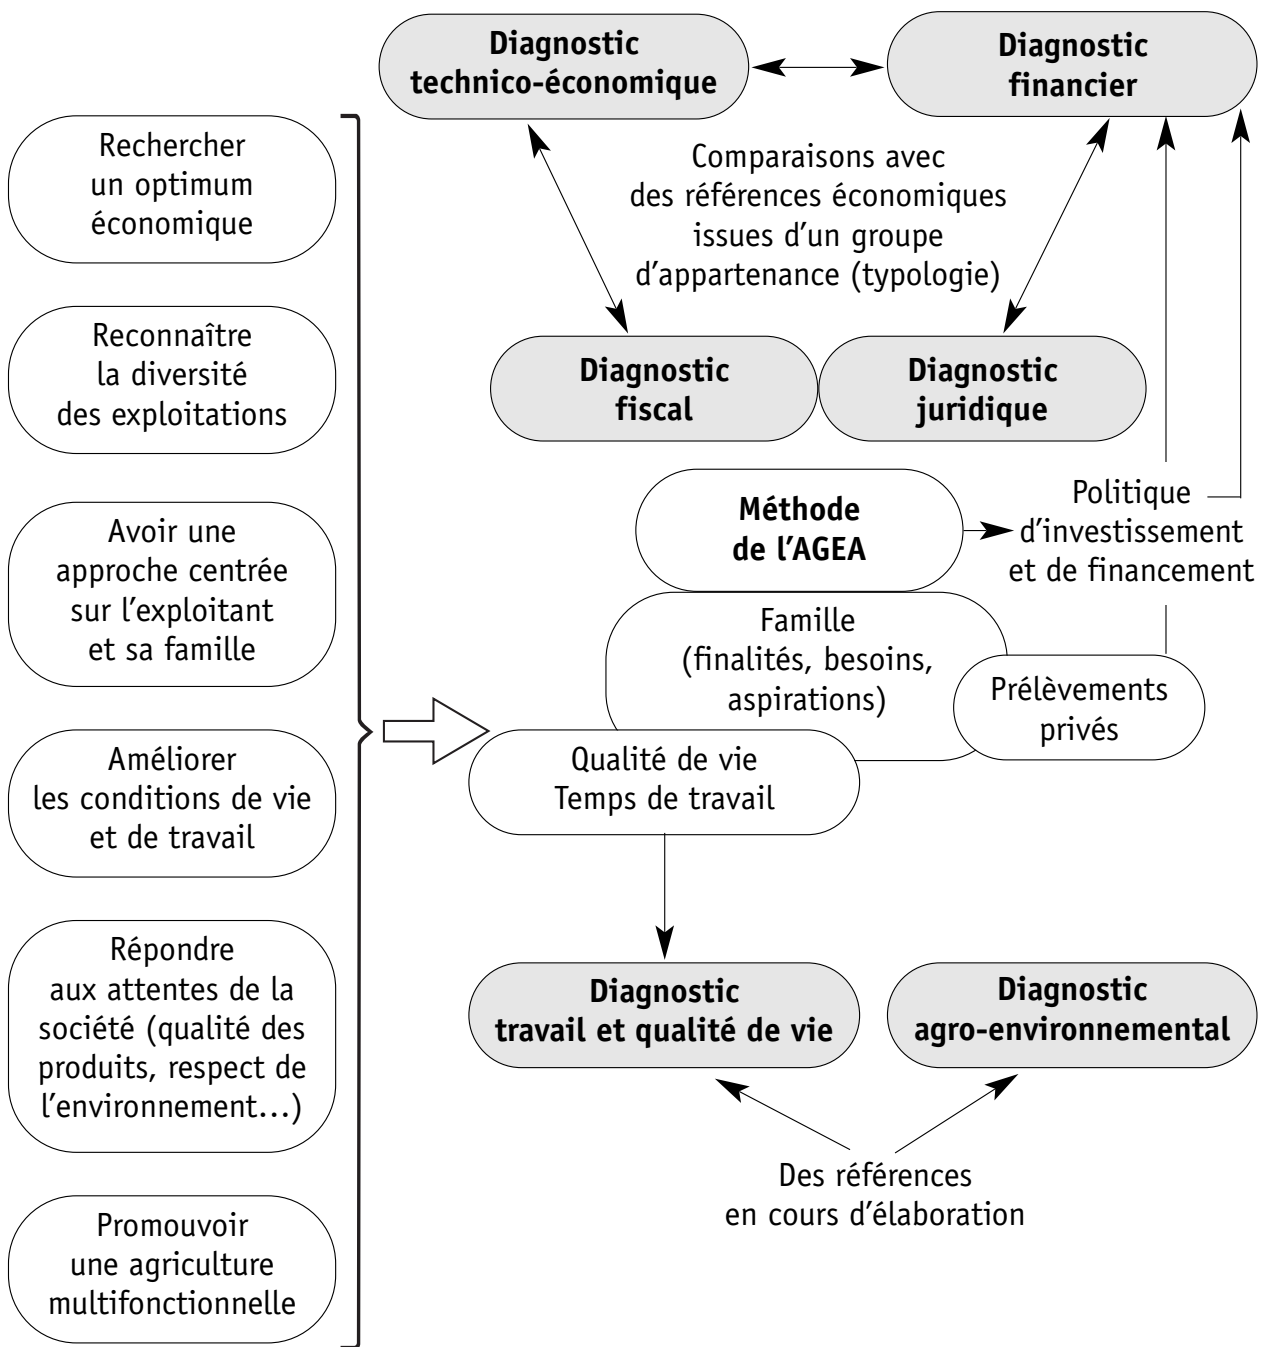 Rechercher
un optimum
économique
Reconnaître
la diversité
des exploitations
Avoir une
approche centrée
sur l’exploitant
et sa famille
Améliorer
les conditions de vie
et de travail
Répondre
aux attentes de la
société (qualité des
produits, respect de
l’environnement…)
Promouvoir
une agriculture
multifonctionnelle
Diagnostic
technico-économique
Diagnostic
financier
Comparaisons avec
des références économiques
issues d’un groupe
d’appartenance (typologie)
Diagnostic
fiscal
Diagnostic
juridique
Méthode
de l’AGEA
Politique
d’investissement
et de financement
Famille
(finalités, besoins,
aspirations)
Prélèvements
privés
Qualité de vie
Temps de travail
Diagnostic
travail et qualité de vie
Diagnostic
agro-environnemental
Des références
en cours d’élaboration